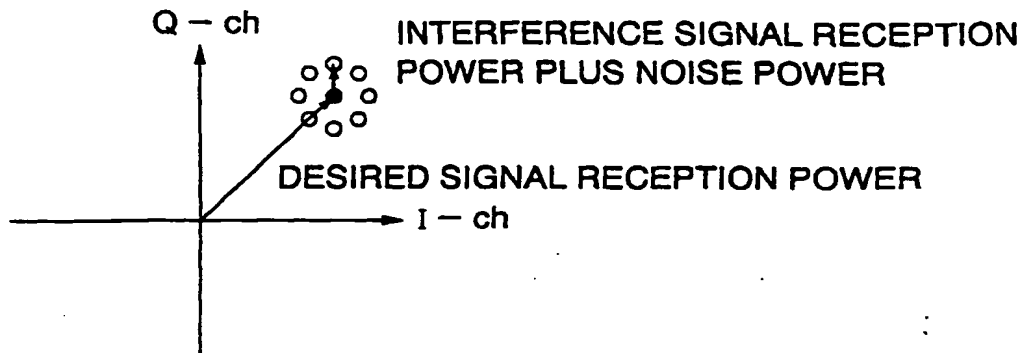 Q – ch
INTERFERENCE SIGNAL RECEPTION
POWER PLUS NOISE POWER
DESIRED SIGNAL RECEPTION POWER
I – ch